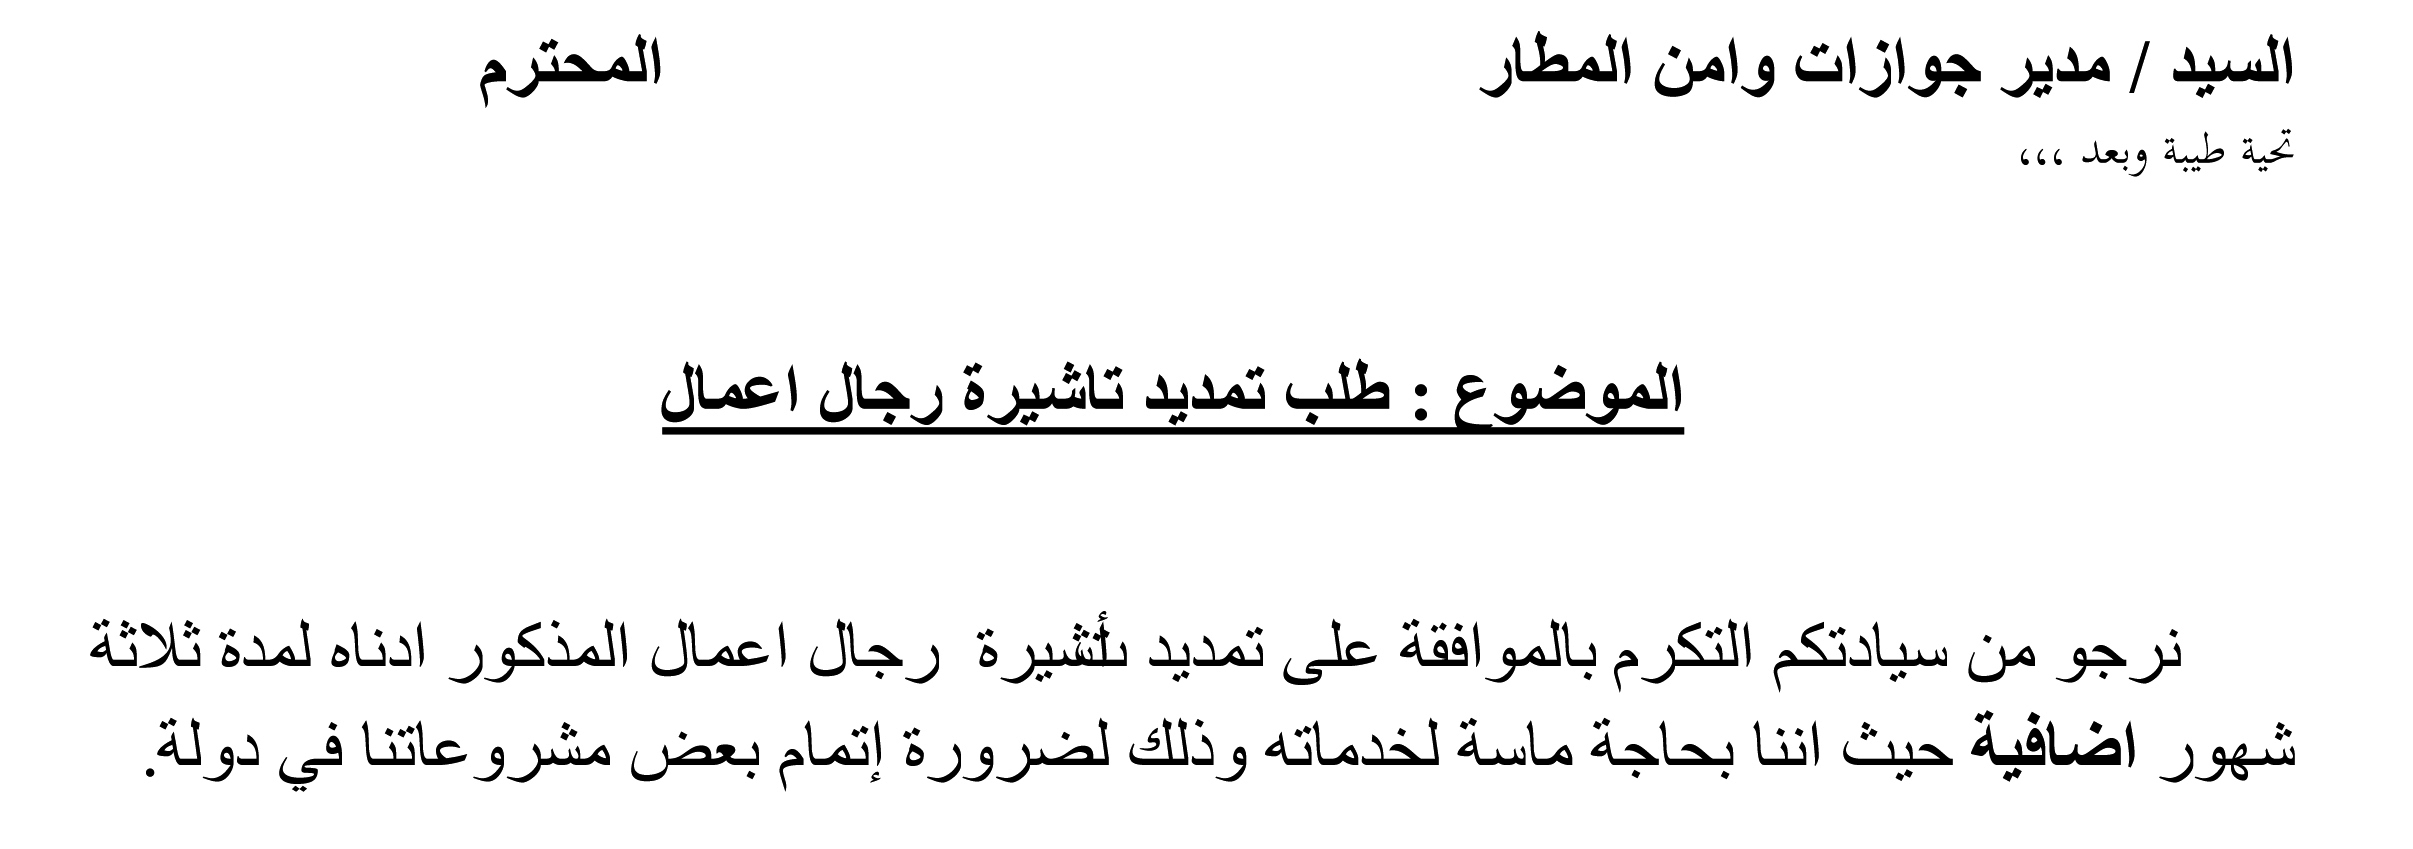 السيد / مدير جوازات وامن المطار المحترم
تحية طيبة وبعد ،،،
الموضوع : طلب تمديد تاشيرة رجال اعمال
نرجو من سيادتكم التكرم بالموافقة على تمديد تأشيرة رجال اعمال المذكور ادناه لمدة ثلاثة
شهور اضافية حيث اننا بحاجة ماسة لخدماته وذلك لضرورة إتمام بعض مشروعاتنا في دولة.